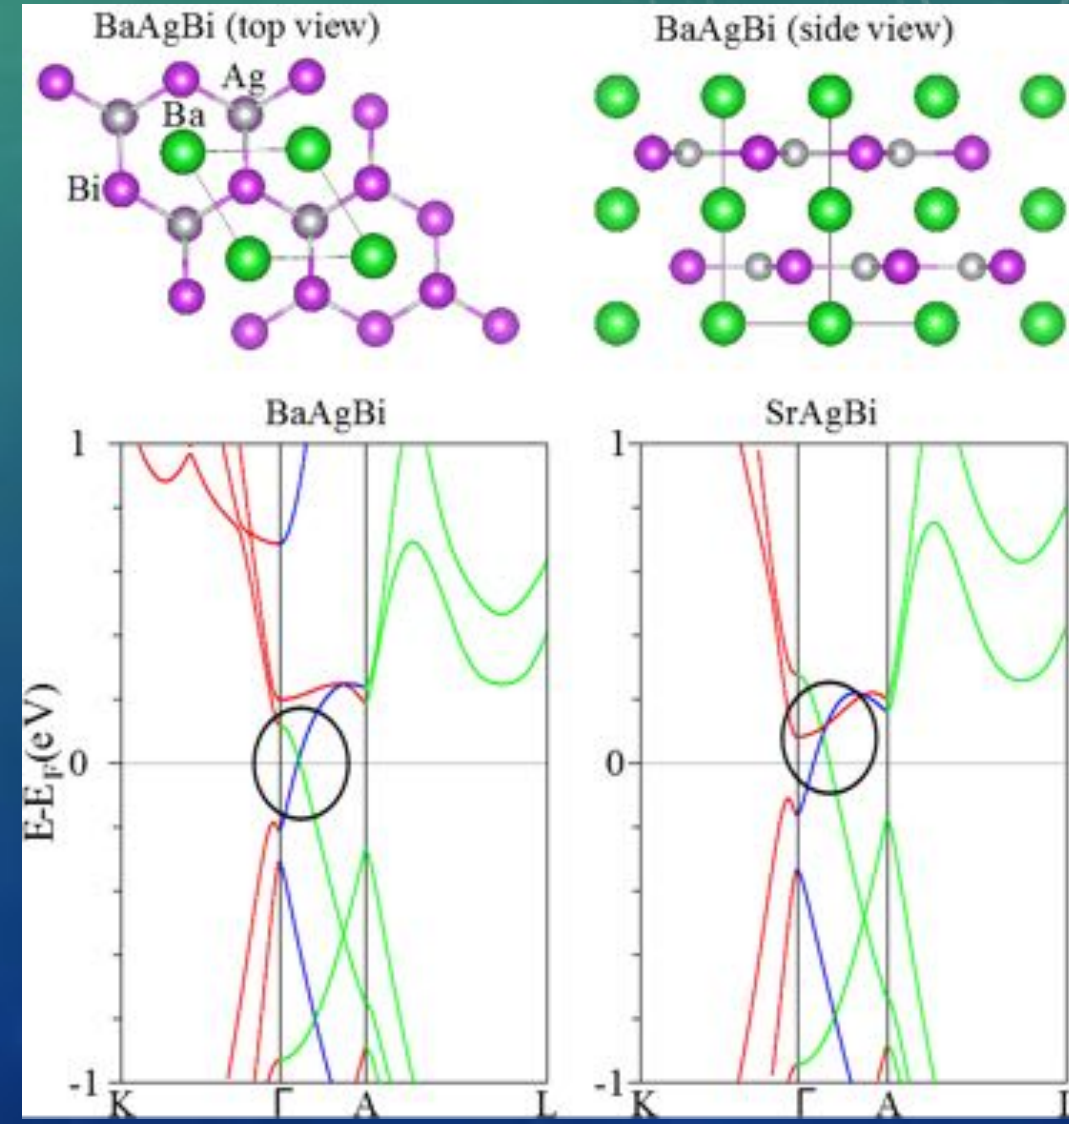 BaAgBi (top view)
BaAgBi (side view)
Ag
Ba
Bi
BaAgBi
SrAgBi
E-E_F(eV)
1
0
-1
K Γ A L
1
0
-1
K Γ A L